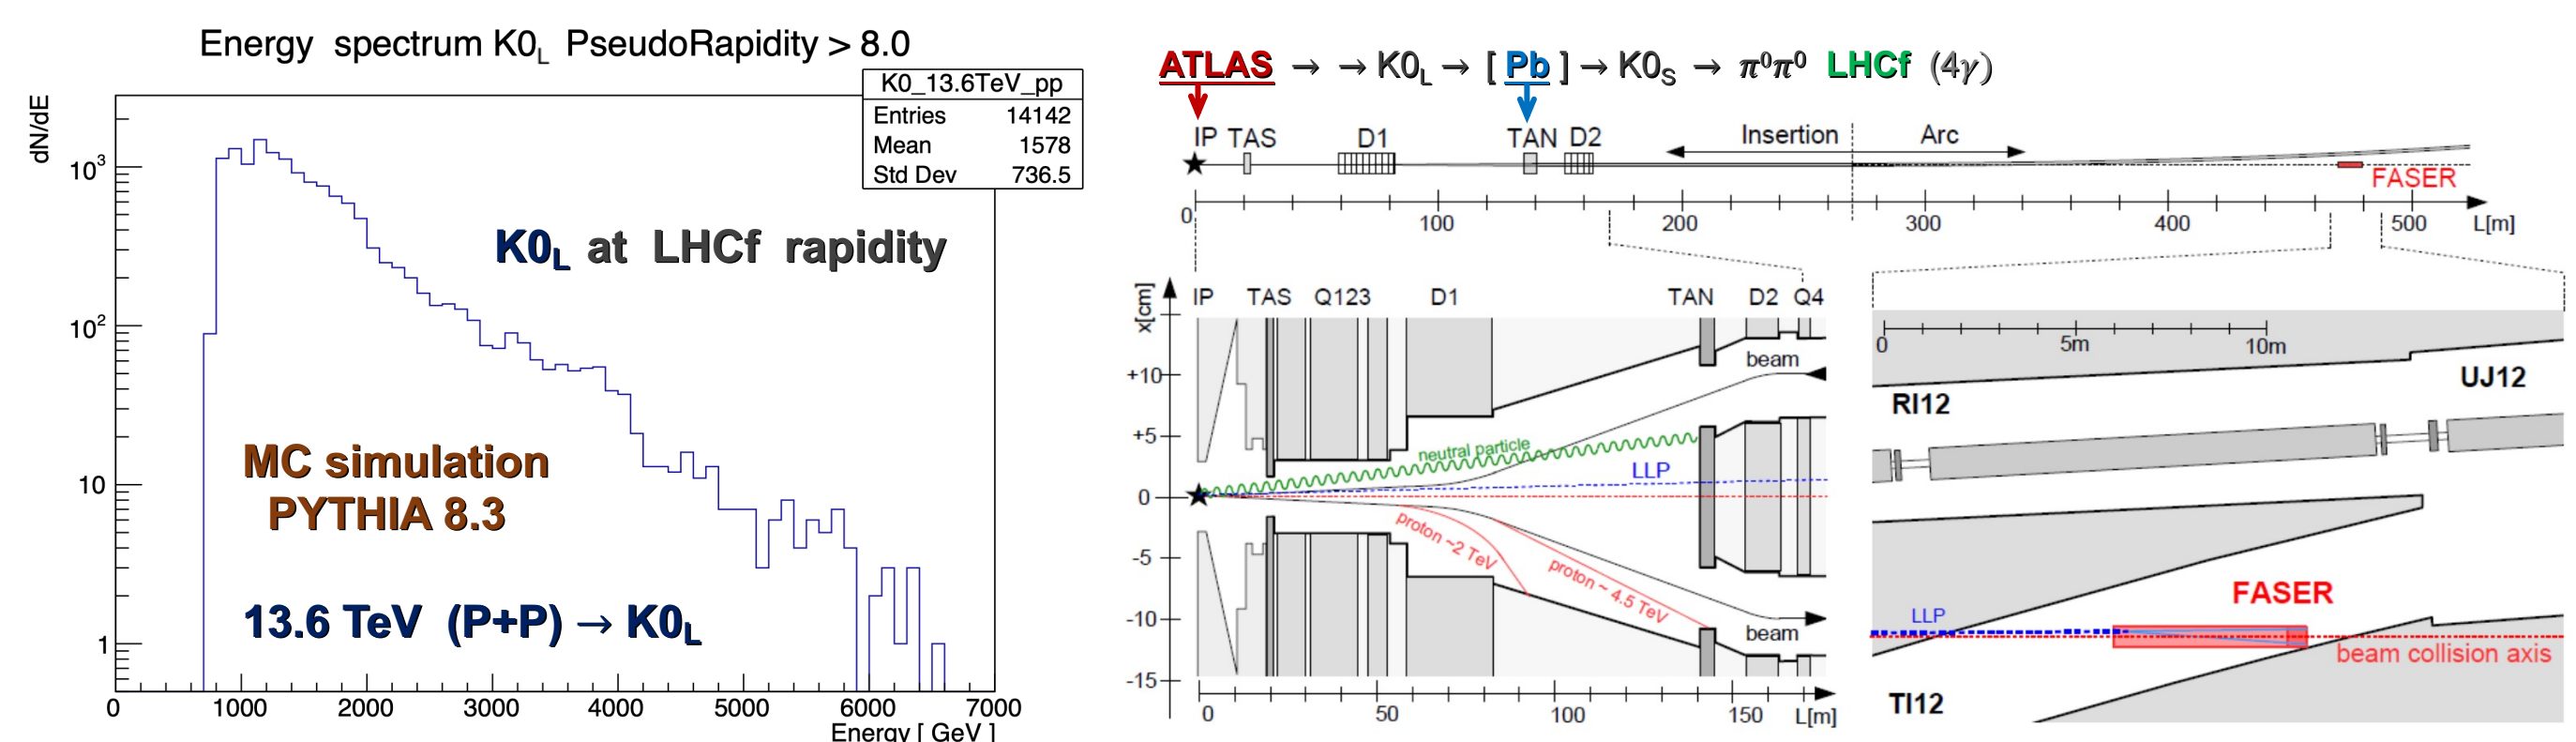 Energy spectrum K0L PseudoRapidity > 8.0
K0_13.6TeV_pp
Entries 14142
Mean 1578
Std Dev 736.5
dN/dE
10³
10²
10
1
K0L at LHCf rapidity
MC simulation
PYTHIA 8.3
13.6 TeV (P+P) → K0L
0 1000 2000 3000 4000 5000 6000 7000
Energy [ GeV ]
ATLAS → → K0L → [ Pb ] → K0S → π⁰π⁰ LHCf (4γ)
IP TAS D1 TAN D2 Insertion Arc
FASER
0 100 200 300 400 500 L[m]
x[cm]
IP TAS Q123 D1 TAN D2 Q4
+10
+5
0
-5
-10
-15
beam
neutral particle
LLP
proton ~2 TeV
proton ~ 4.5 TeV
beam
0 50 100 150 L[m]
0 5m 10m
UJ12
RI12
FASER
LLP
beam collision axis
TI12